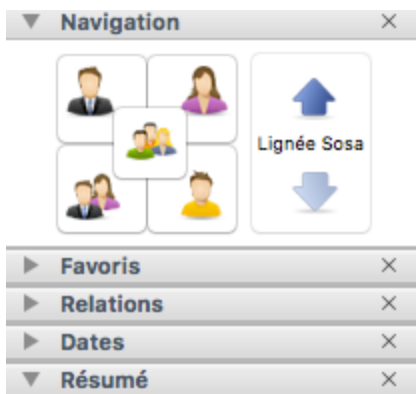 Navigation
Lignée Sosa
Favoris
Relations
Dates
Résumé